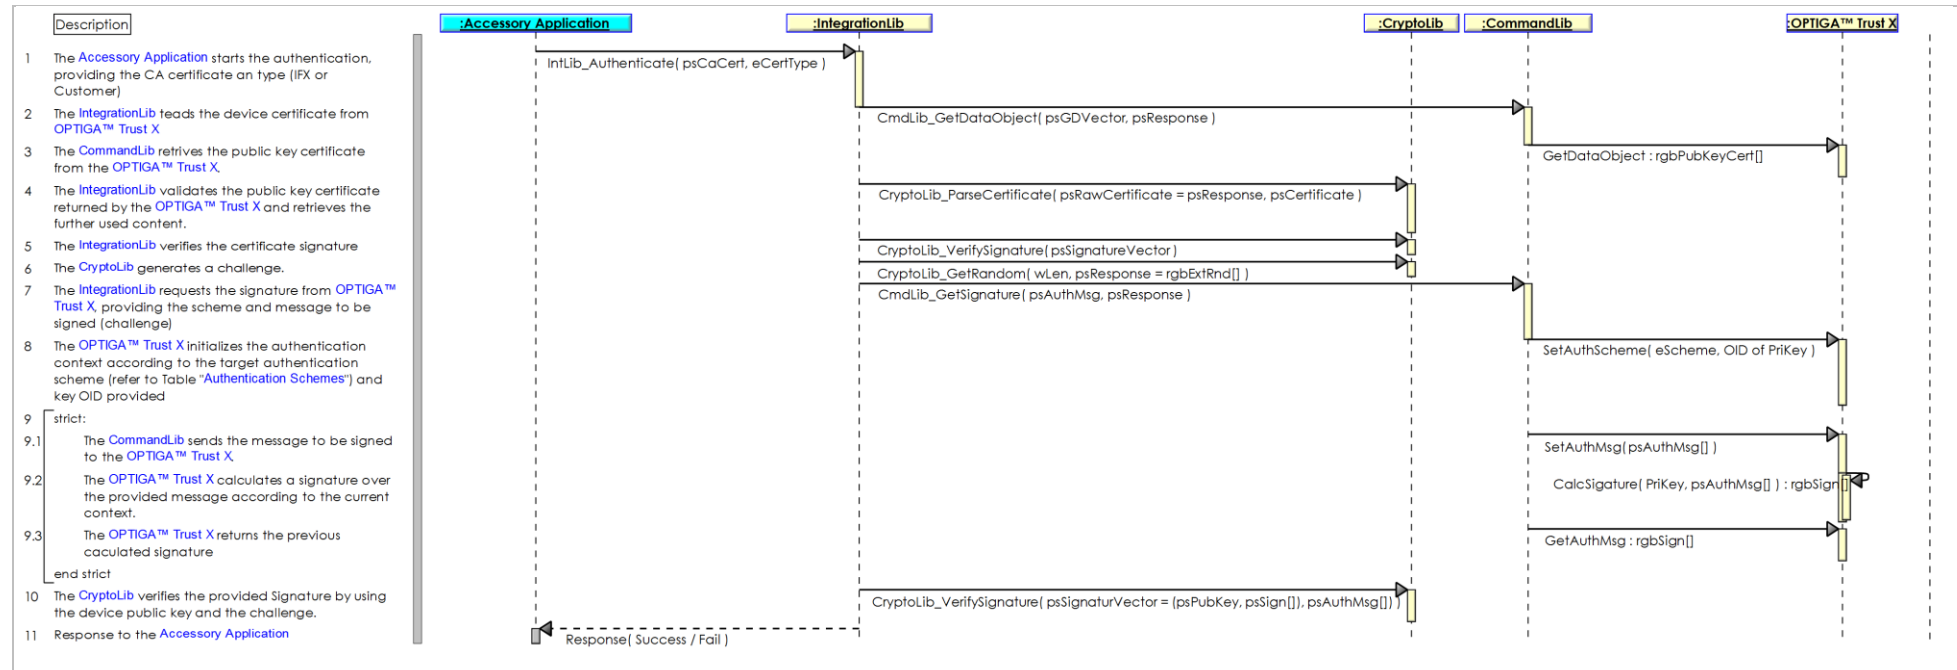 Description
:Accessory Application
:IntegrationLib
:CryptoLib
:CommandLib
:OPTIGA™ Trust X
1 The Accessory Application starts the authentication,
providing the CA certificate an type (IFX or
Customer)
IntLib_Authenticate( psCaCert, eCertType )
2 The IntegrationLib teads the device certificate from
OPTIGA™ Trust X
CmdLib_GetDataObject( psGDVector, psResponse )
3 The CommandLib retrives the public key certificate
from the OPTIGA™ Trust X.
GetDataObject : rgbPubKeyCert[]
4 The IntegrationLib validates the public key certificate
returned by the OPTIGA™ Trust X and retrieves the
further used content.
CryptoLib_ParseCertificate( psRawCertificate = psResponse, psCertificate )
5 The IntegrationLib verifies the certificate signature
CryptoLib_VerifySignature( psSignatureVector )
6 The CryptoLib generates a challenge.
CryptoLib_GetRandom( wLen, psResponse = rgbExtRnd[] )
7 The IntegrationLib requests the signature from OPTIGA™
Trust X, providing the scheme and message to be
signed (challenge)
CmdLib_GetSignature( psAuthMsg, psResponse )
8 The OPTIGA™ Trust X initializes the authentication
context according to the target authentication
scheme (refer to Table "Authentication Schemes") and
key OID provided
SetAuthScheme( eScheme, OID of PriKey )
9 strict:
9.1 The CommandLib sends the message to be signed
to the OPTIGA™ Trust X.
SetAuthMsg( psAuthMsg[] )
9.2 The OPTIGA™ Trust X calculates a signature over
the provided message according to the current
context.
CalcSigature( PriKey, psAuthMsg[] ) : rgbSign[]
9.3 The OPTIGA™ Trust X returns the previous
caculated signature
GetAuthMsg : rgbSign[]
end strict
10 The CryptoLib verifies the provided Signature by using
the device public key and the challenge.
CryptoLib_VerifySignature( psSignaturVector = (psPubKey, psSign[]), psAuthMsg[]) )
11 Response to the Accessory Application
Response( Success / Fail )